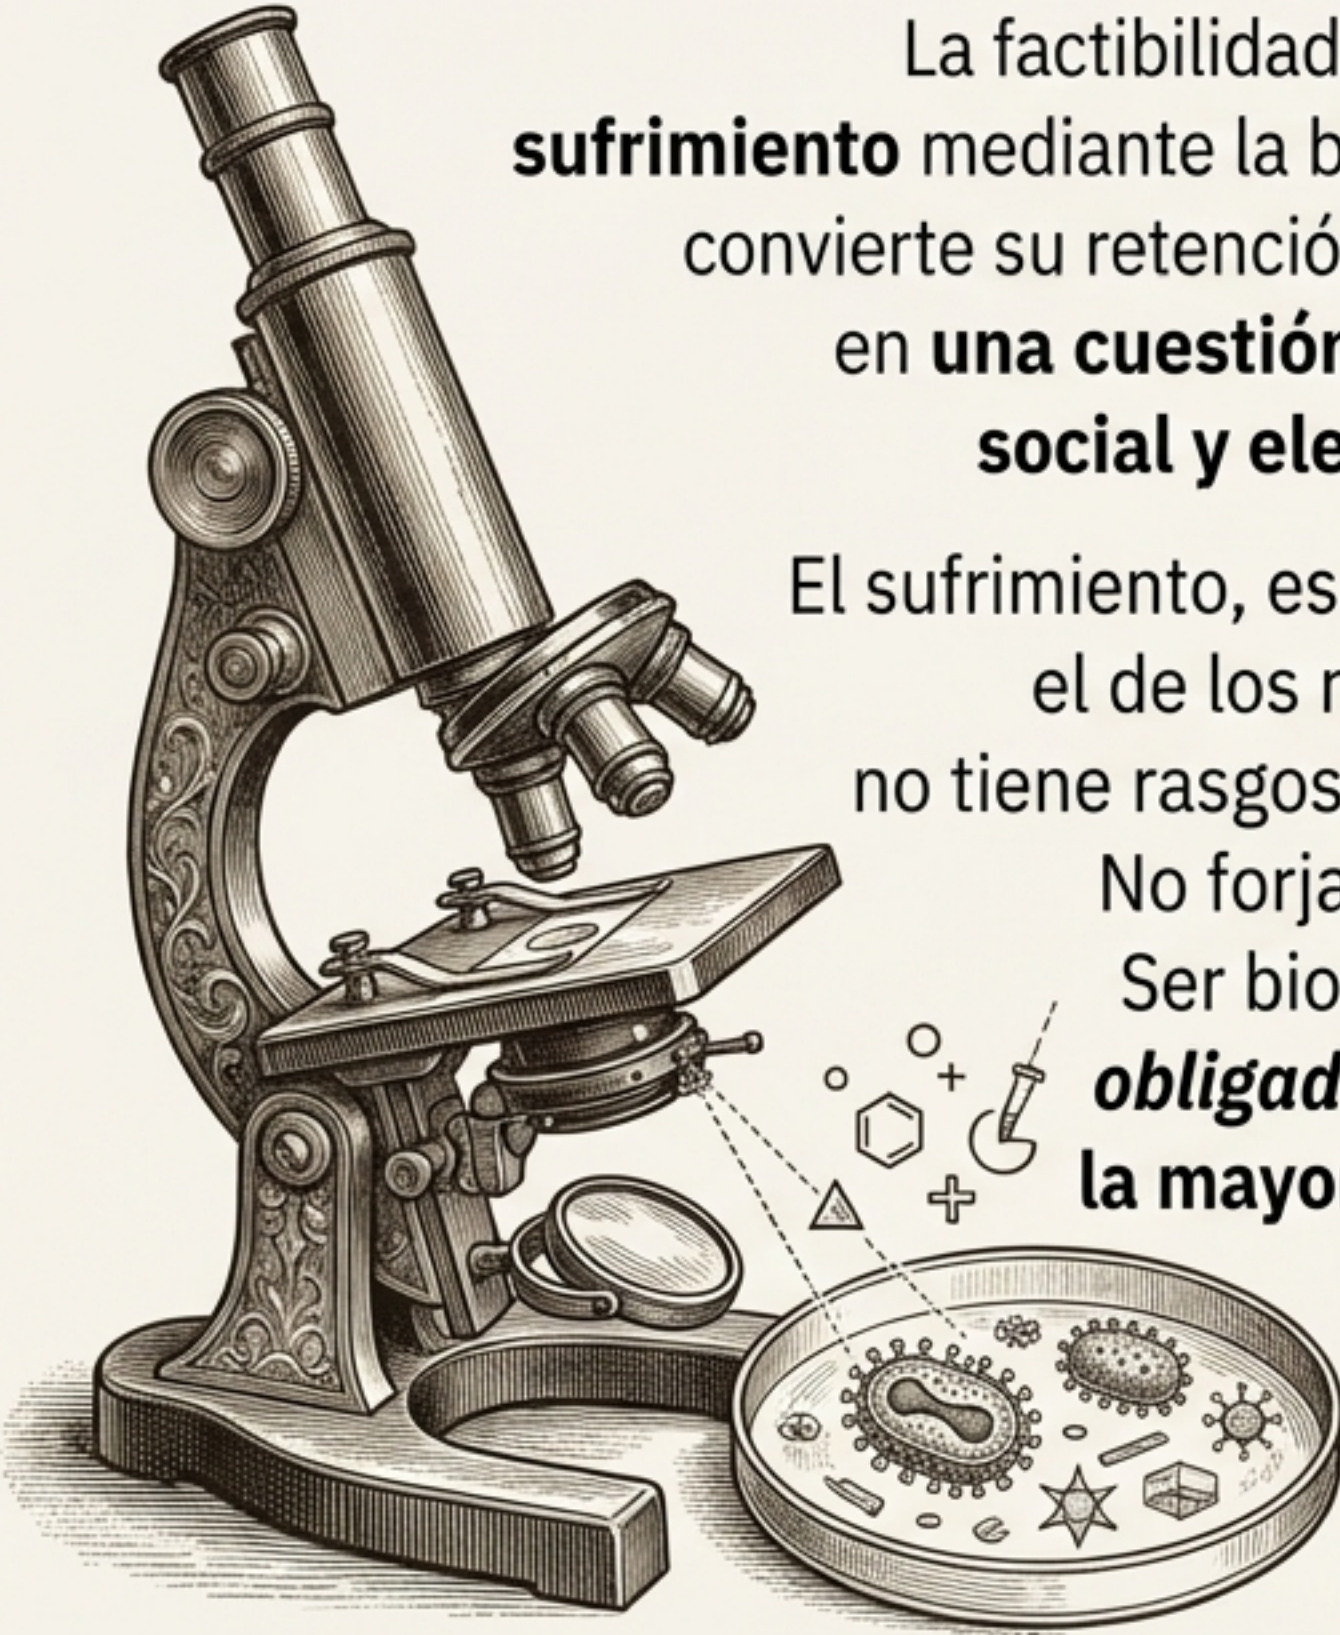 La factibilidad
sufrimiento mediante la b
convierte su retenció
en una cuestión
social y ele
El sufrimiento, es
el de los
no tiene rasgos
No forja
Ser bio
obligad
la mayo